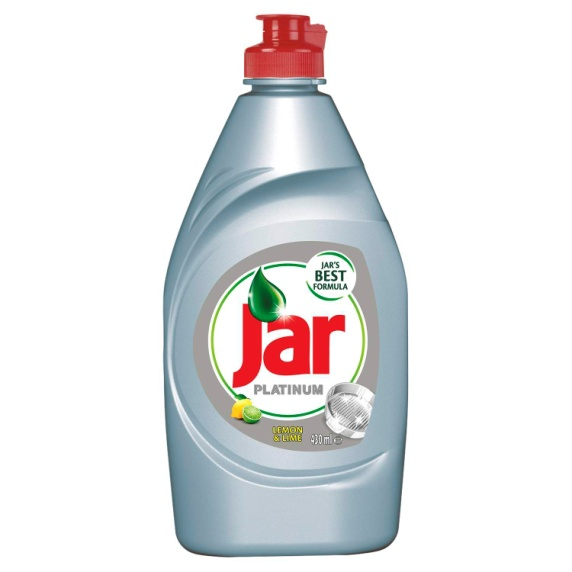 JAR'S
BEST
FORMULA
Jar
PLATINUM
LEMON
& LIME
430 ml